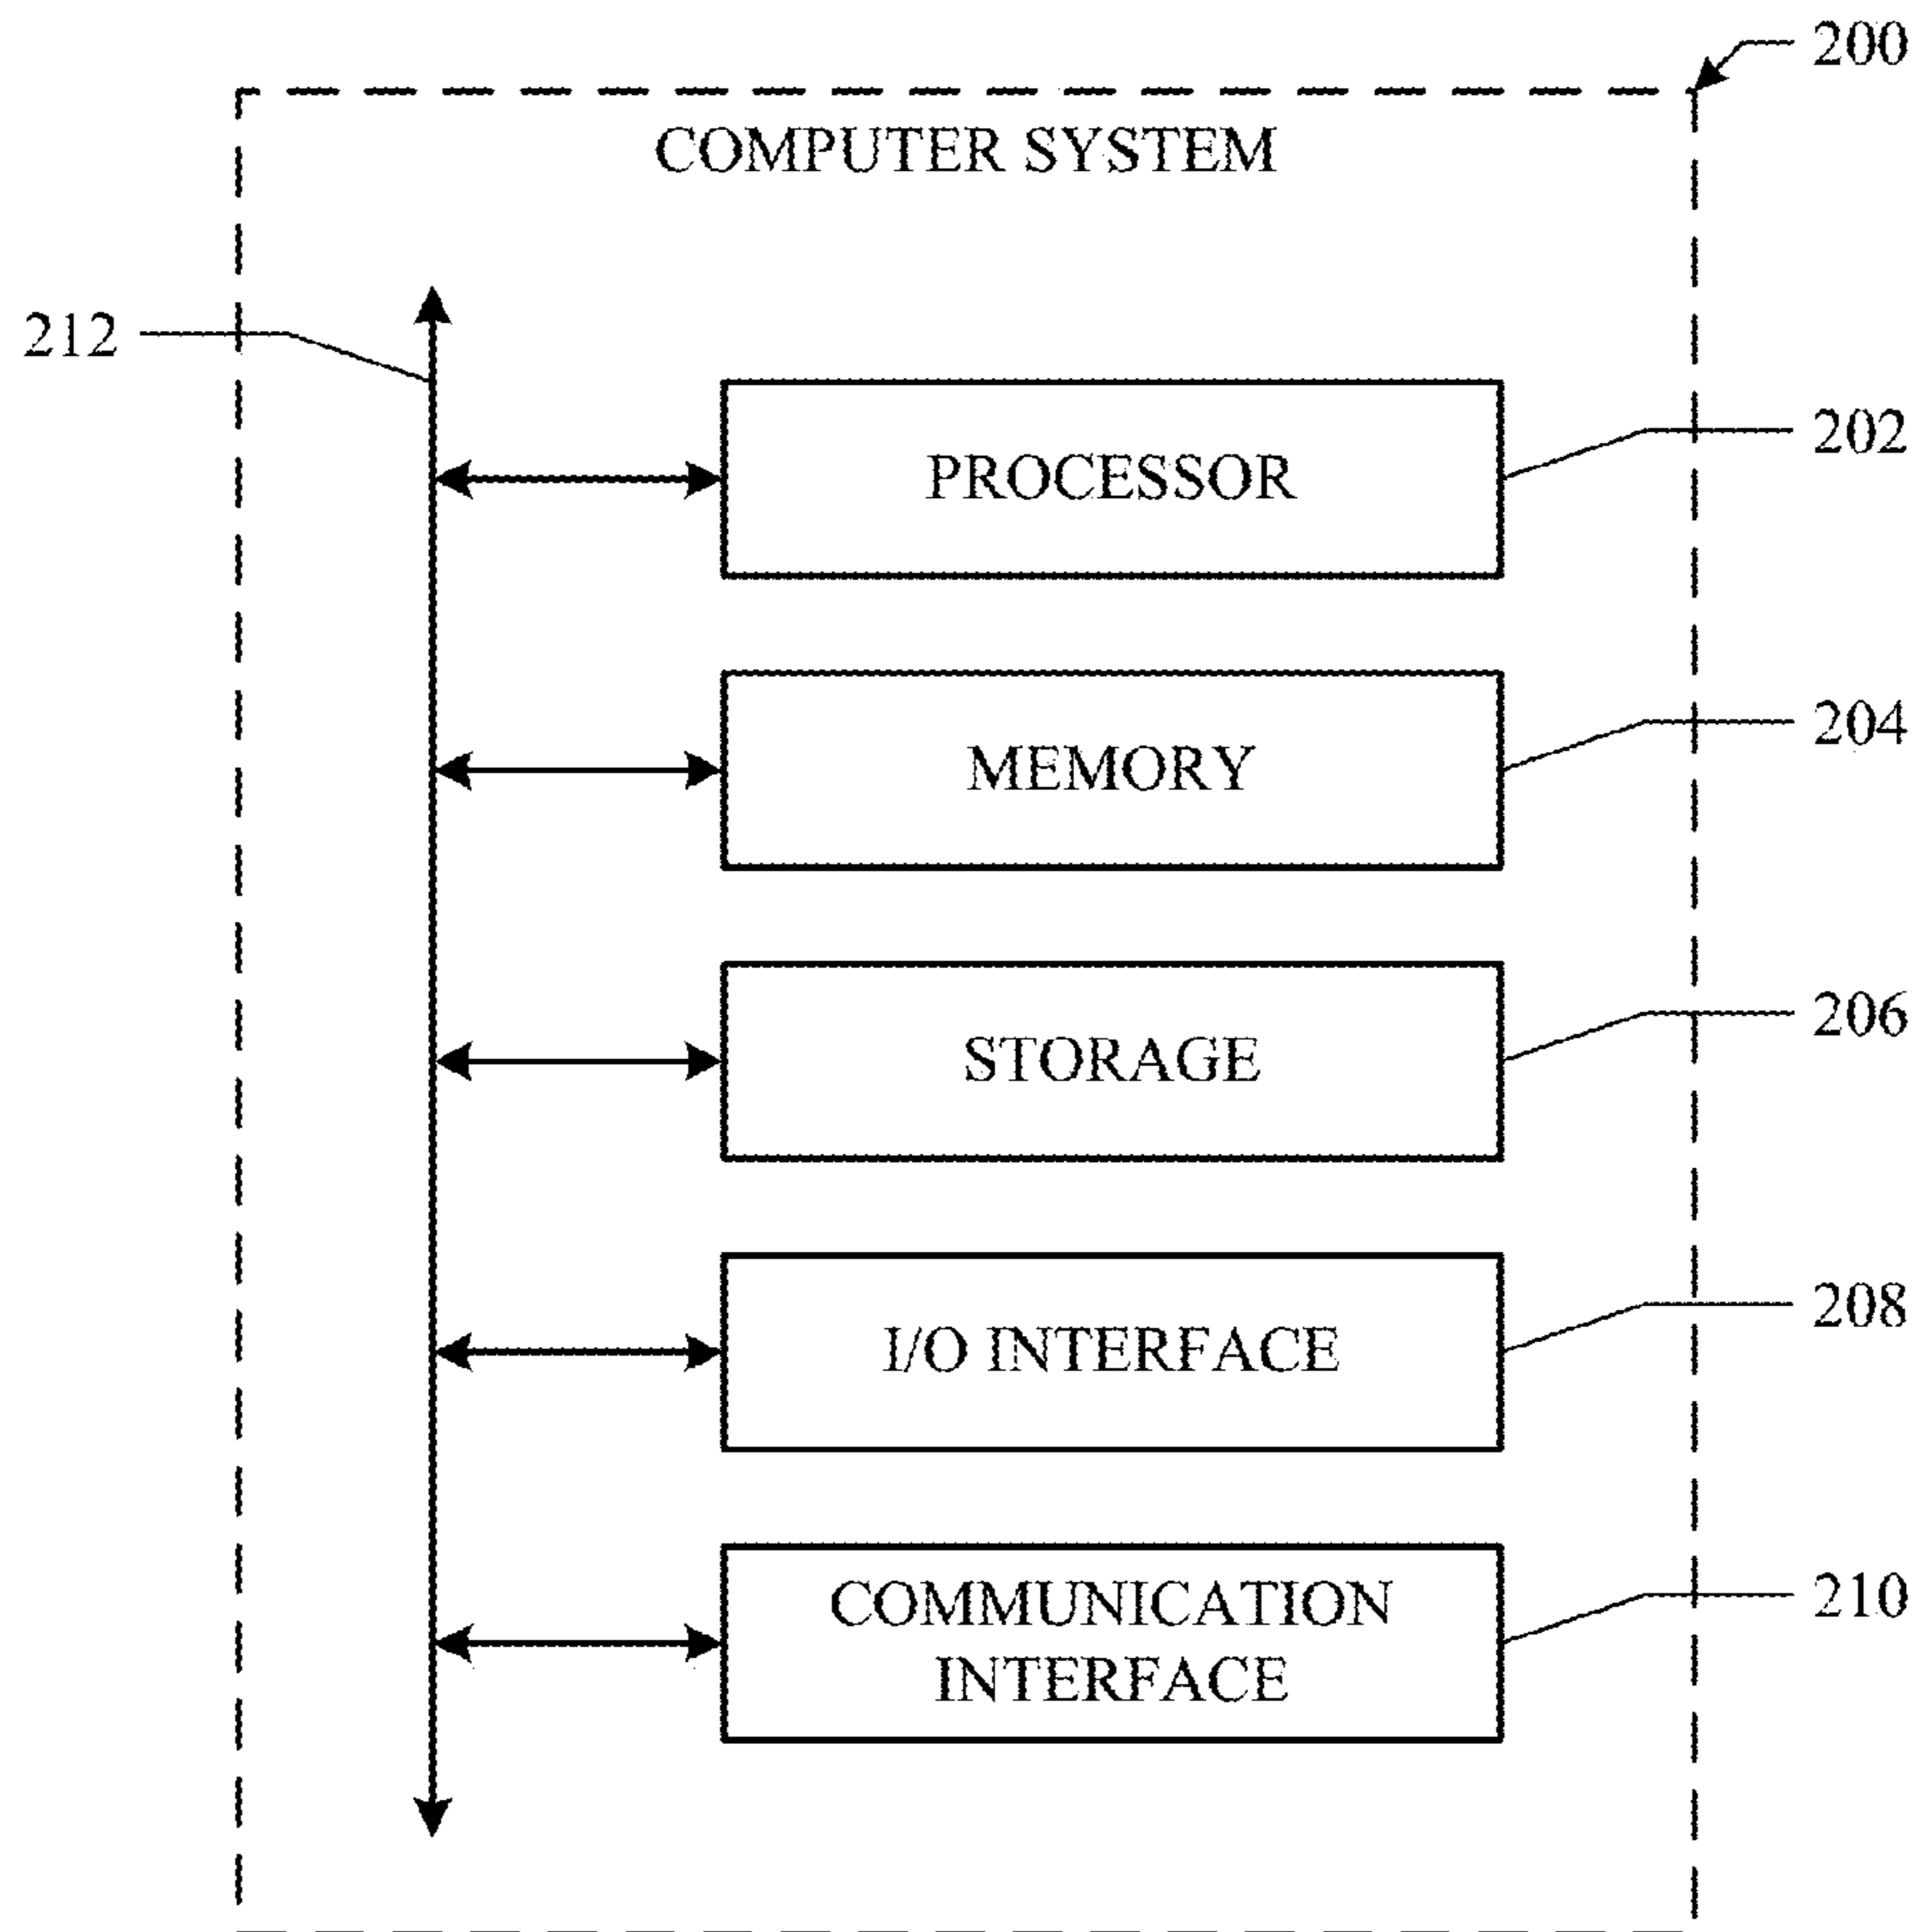 200
COMPUTER SYSTEM
212
PROCESSOR
202
MEMORY
204
STORAGE
206
I/O INTERFACE
208
COMMUNICATION
INTERFACE
210